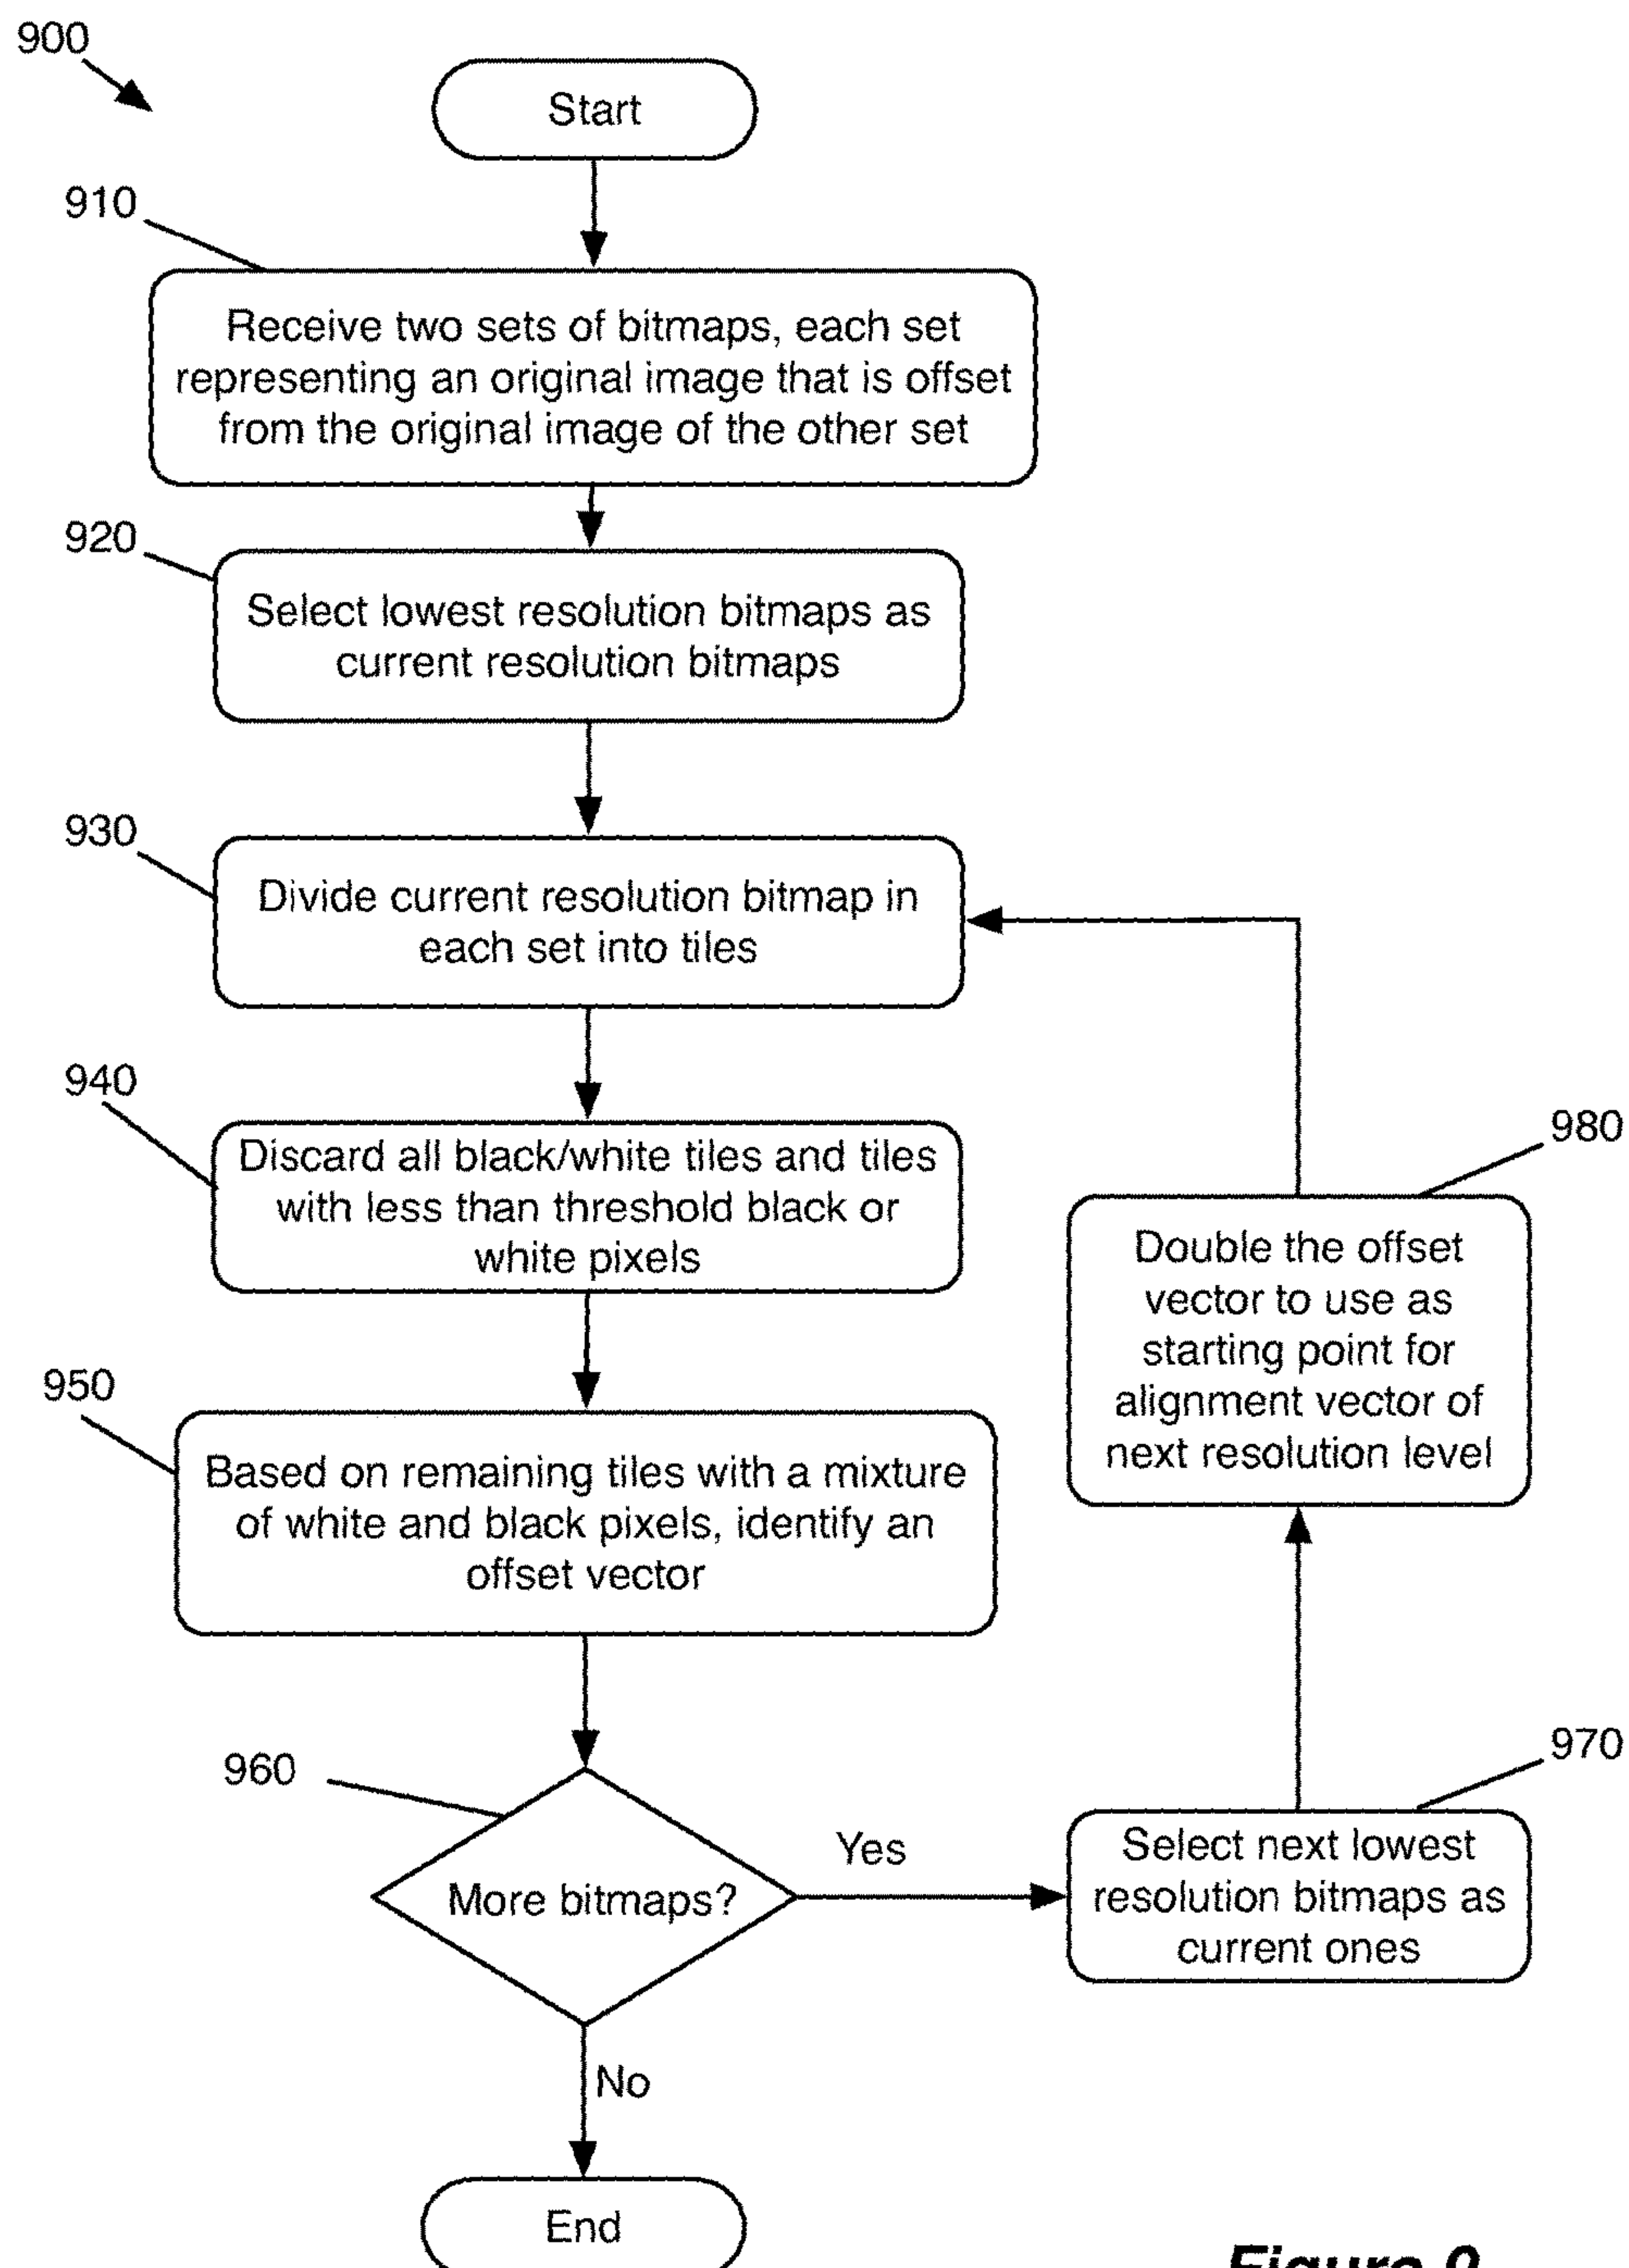 900
Start
910
Receive two sets of bitmaps, each set
representing an original image that is offset
from the original image of the other set
920
Select lowest resolution bitmaps as
current resolution bitmaps
930
Divide current resolution bitmap in
each set into tiles
940
Discard all black/white tiles and tiles
with less than threshold black or
white pixels
980
Double the offset
vector to use as
starting point for
alignment vector of
next resolution level
950
Based on remaining tiles with a mixture
of white and black pixels, identify an
offset vector
960
More bitmaps?
Yes
970
Select next lowest
resolution bitmaps as
current ones
No
End
Figure 9